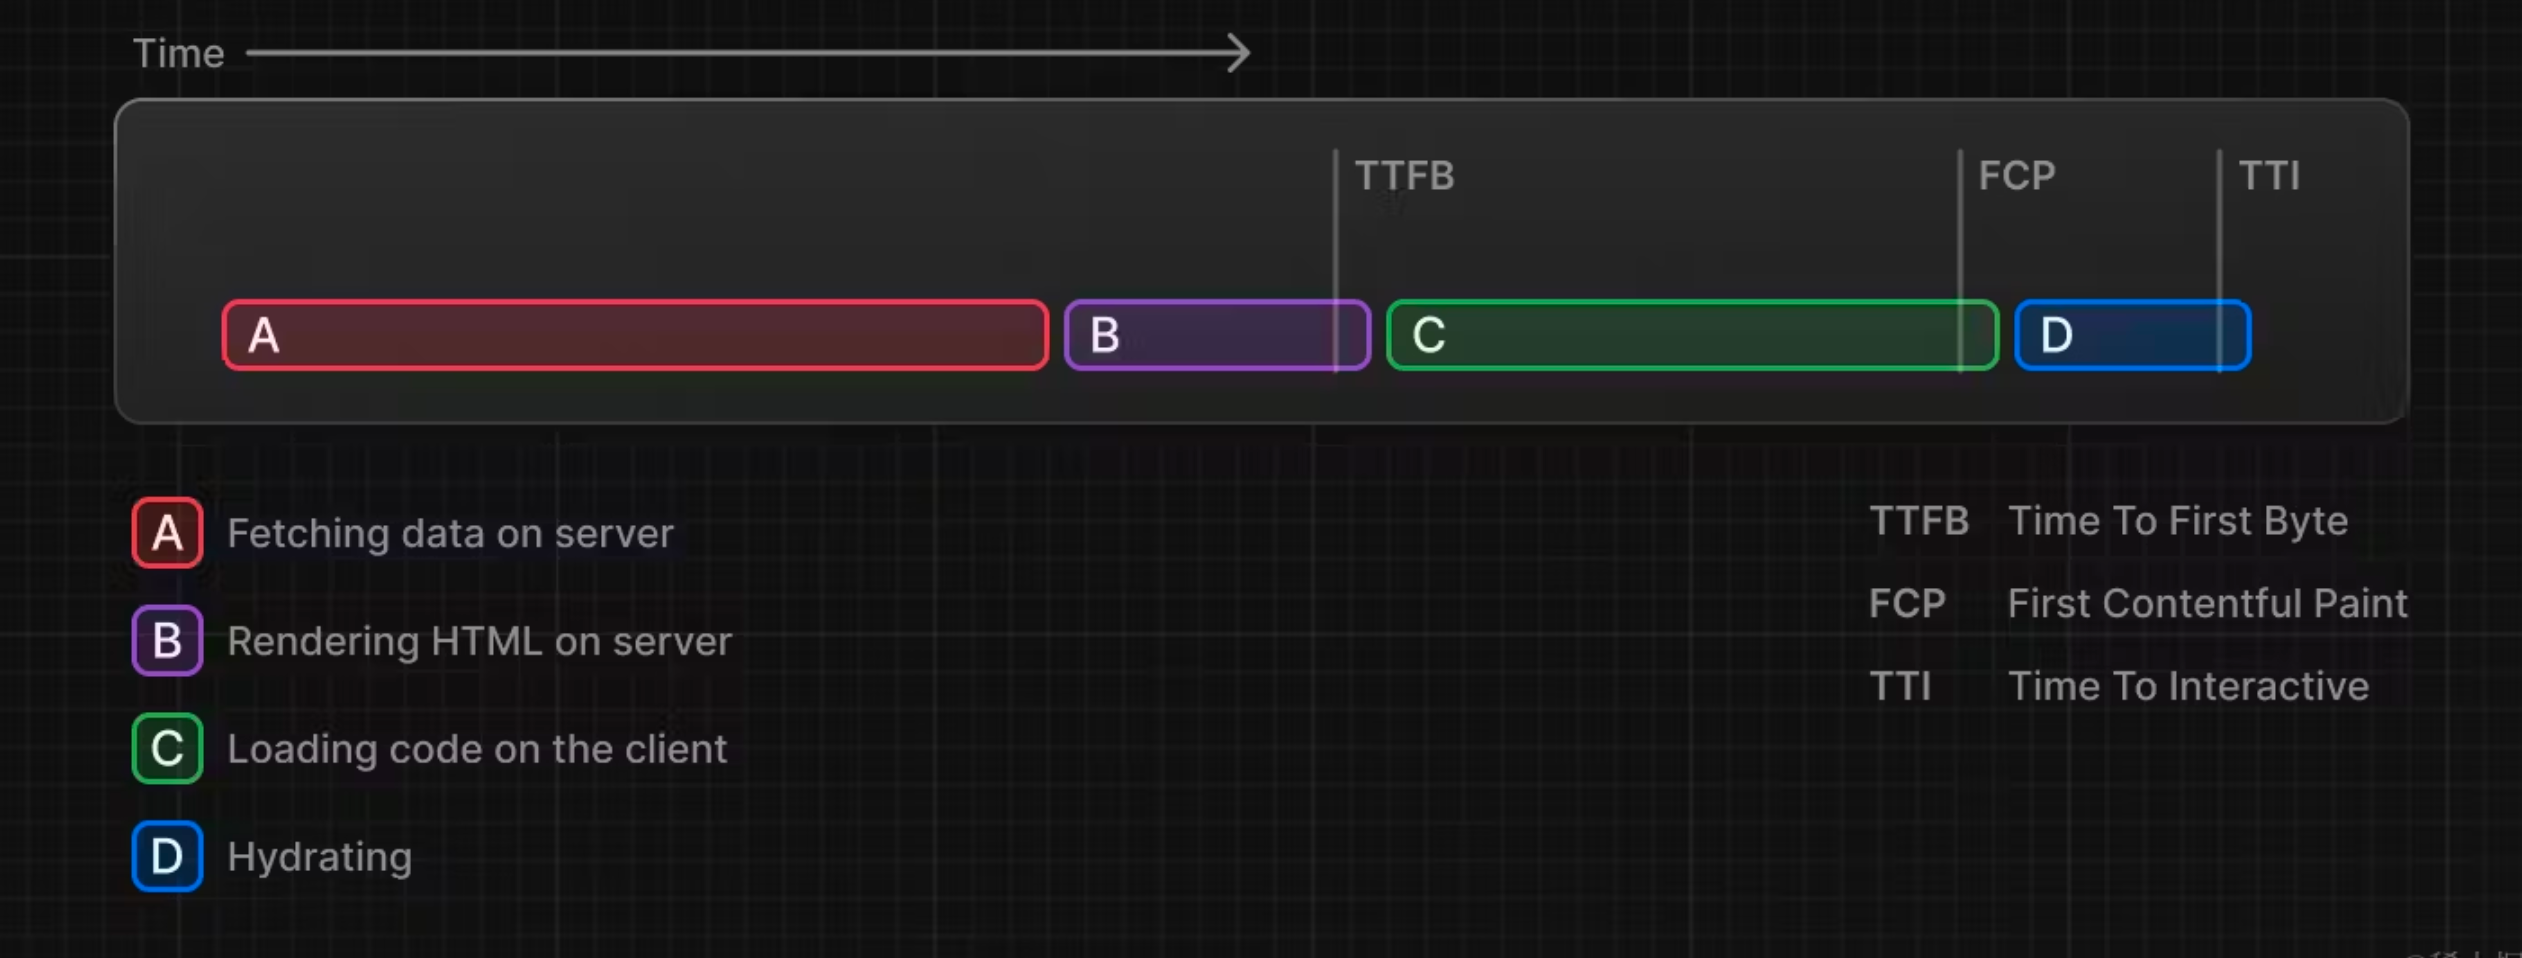 Time
TTFB
FCP
TTI
A
B
C
D
A Fetching data on server
B Rendering HTML on server
C Loading code on the client
D Hydrating
TTFB Time To First Byte
FCP First Contentful Paint
TTI Time To Interactive